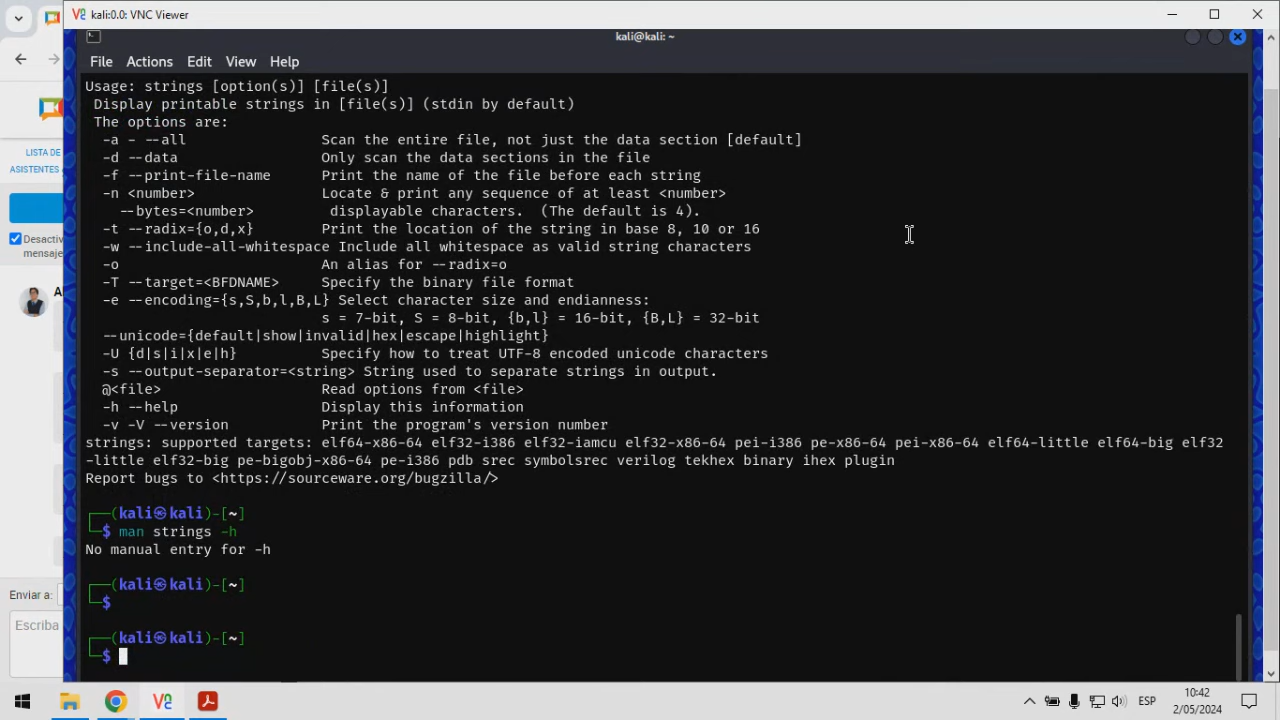 kali:0.0: VNC Viewer
kali@kali: ~
File Actions Edit View Help
Usage: strings [option(s)] [file(s)]
Display printable strings in [file(s)] (stdin by default)
The options are:
-a - --all Scan the entire file, not just the data section [default]
-d --data Only scan the data sections in the file
-f --print-file-name Print the name of the file before each string
-n <number> Locate & print any sequence of at least <number>
--bytes=<number> displayable characters. (The default is 4).
-t --radix={o,d,x} Print the location of the string in base 8, 10 or 16
-w --include-all-whitespace Include all whitespace as valid string characters
-o An alias for --radix=o
-T --target=<BFDNAME> Specify the binary file format
-e --encoding={s,S,b,l,B,L} Select character size and endianness:
s = 7-bit, S = 8-bit, {b,l} = 16-bit, {B,L} = 32-bit
--unicode={default|show|invalid|hex|escape|highlight}
-U {d|s|i|x|e|h} Specify how to treat UTF-8 encoded unicode characters
-s --output-separator=<string> String used to separate strings in output.
@<file> Read options from <file>
-h --help Display this information
-v -V --version Print the program's version number
strings: supported targets: elf64-x86-64 elf32-i386 elf32-iamcu elf32-x86-64 pei-i386 pe-x86-64 pei-x86-64 elf64-little elf64-big elf32
-little elf32-big pe-bigobj-x86-64 pe-i386 pdb srec symbolsrec verilog tekhex binary ihex plugin
Report bugs to <https://sourceware.org/bugzilla/>
┌──(kali㉿kali)-[~]
└─$ man strings -h
No manual entry for -h
┌──(kali㉿kali)-[~]
└─$
┌──(kali㉿kali)-[~]
└─$
LISTA DE
ASISTENTES
Desactiv
mensaje
A
Enviar a:
Escriba
ESP
10:42
2/05/2024